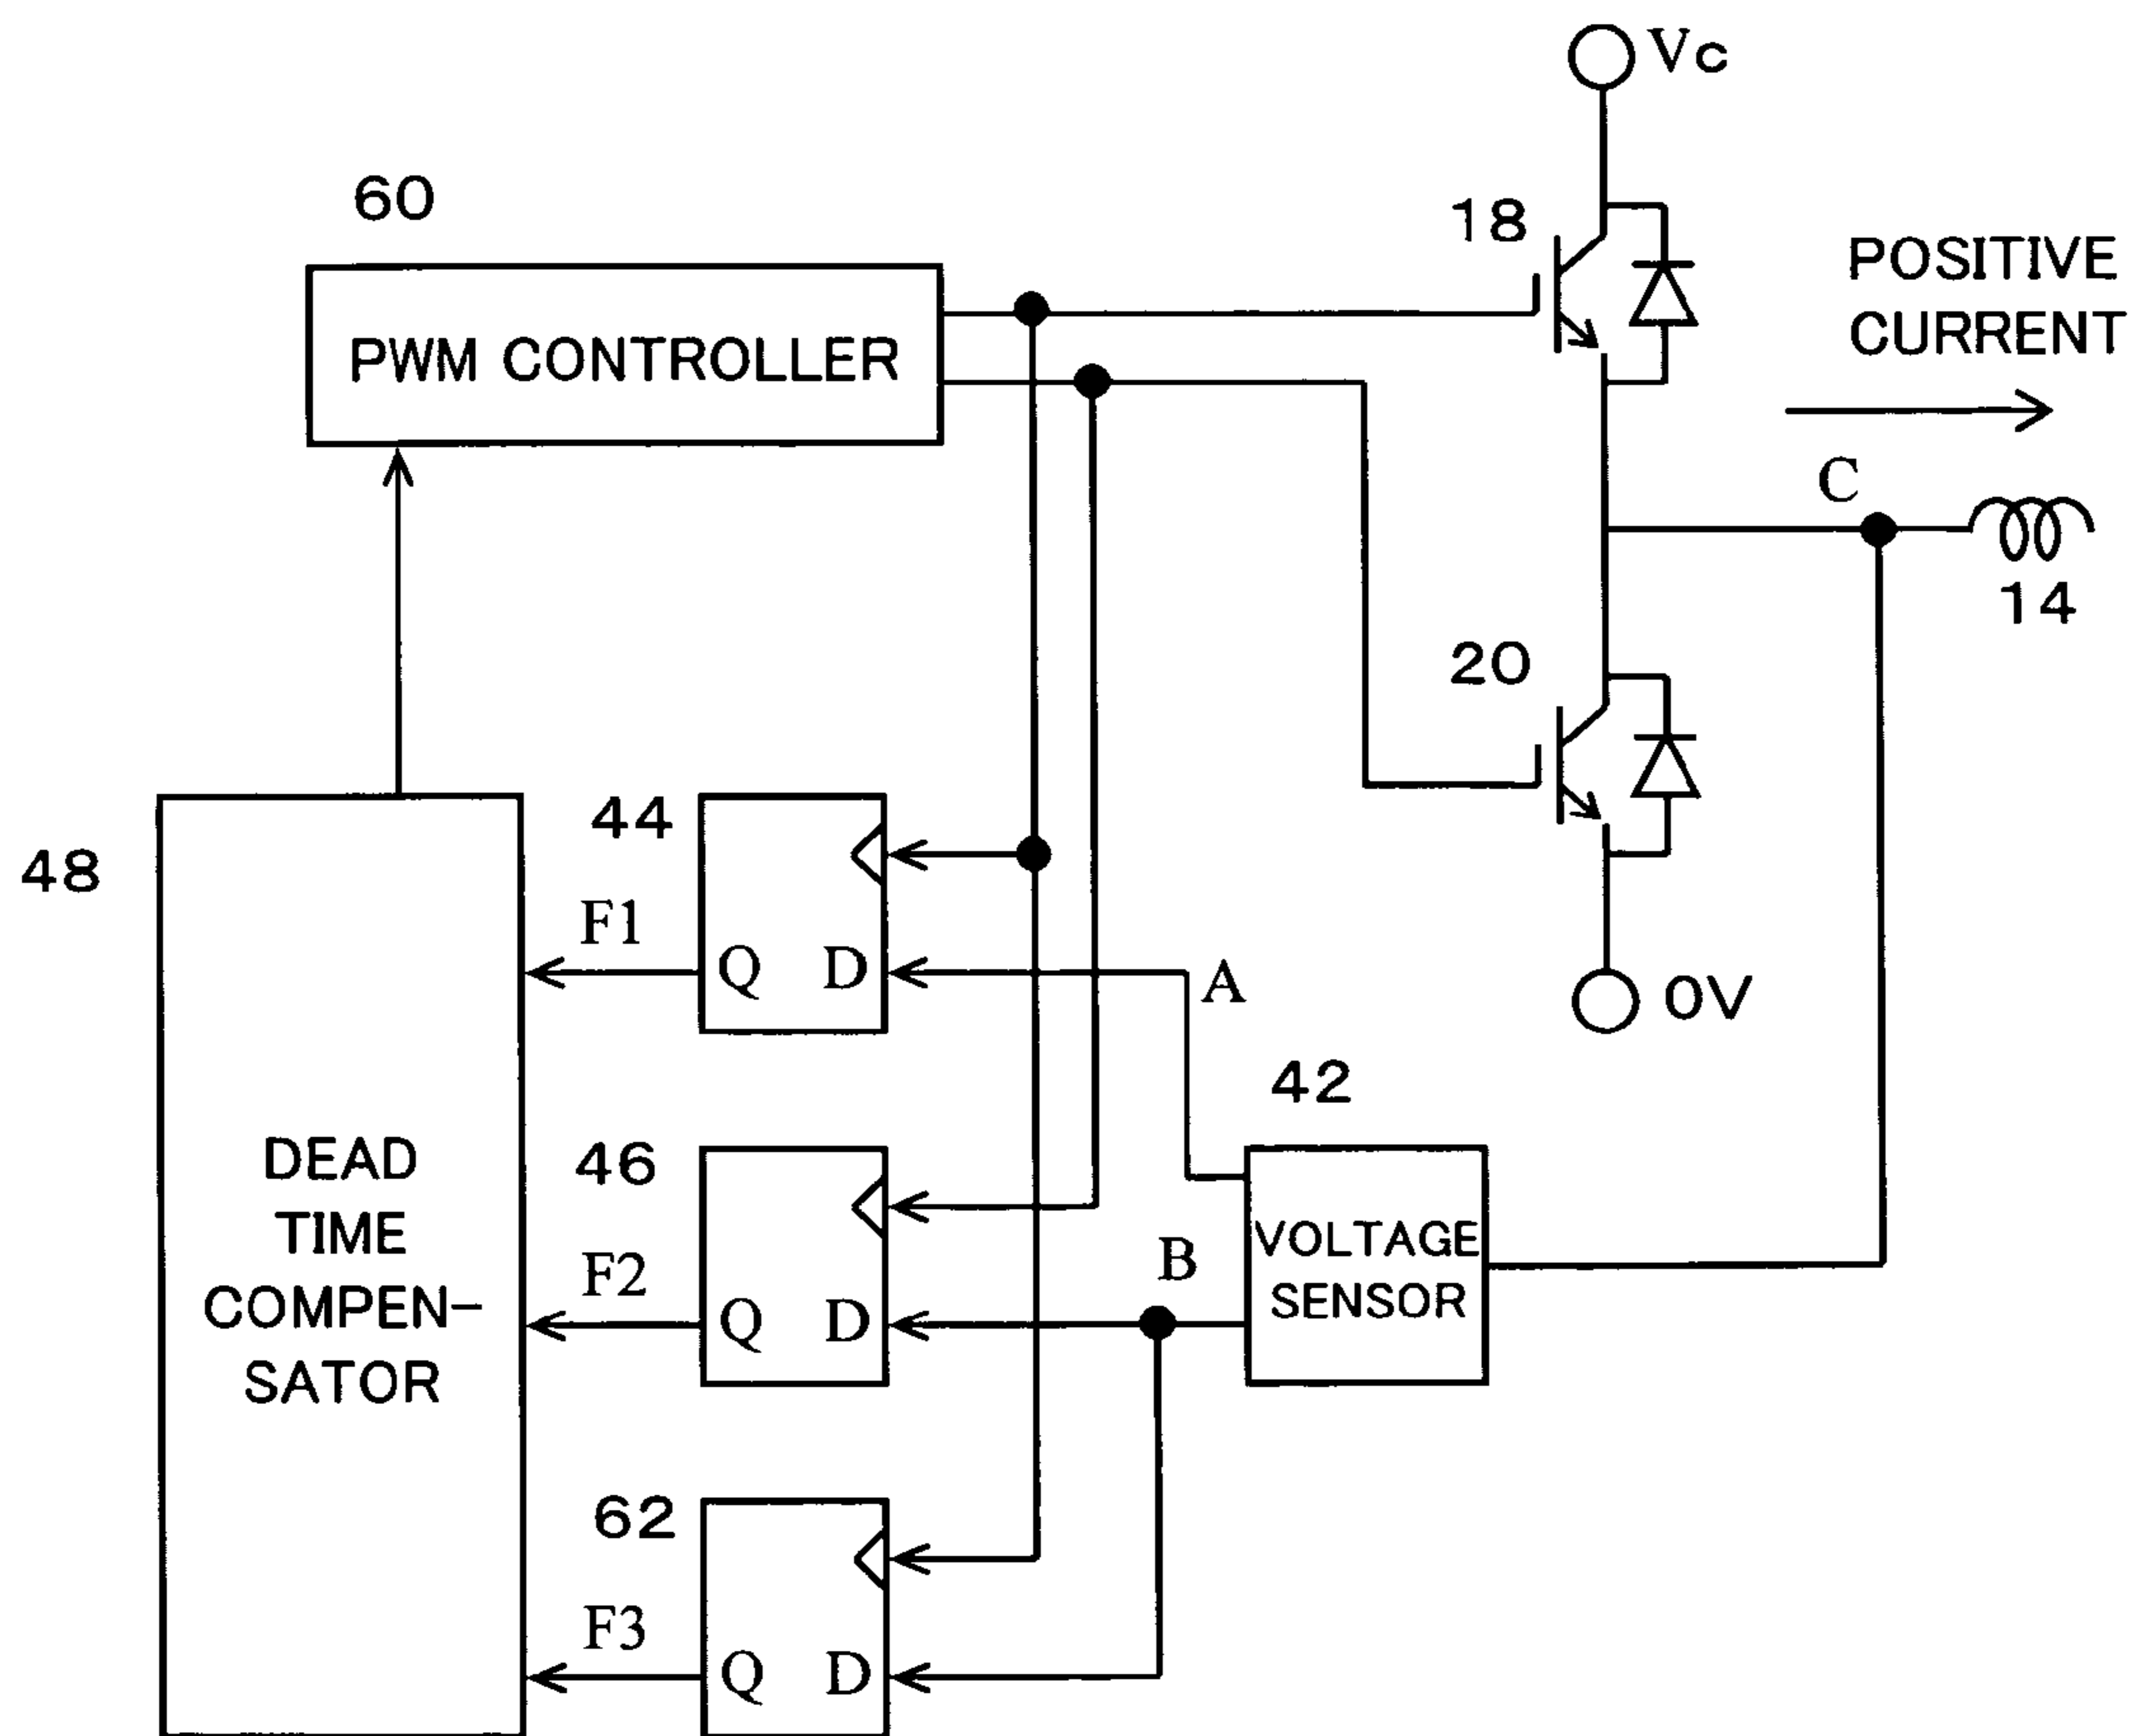 Vc
60
18
POSITIVE
CURRENT
PWM CONTROLLER
C
14
20
44
48
F1
Q
D
A
0V
42
DEAD
TIME
COMPEN-
SATOR
46
VOLTAGE
SENSOR
B
F2
Q
D
62
F3
Q
D